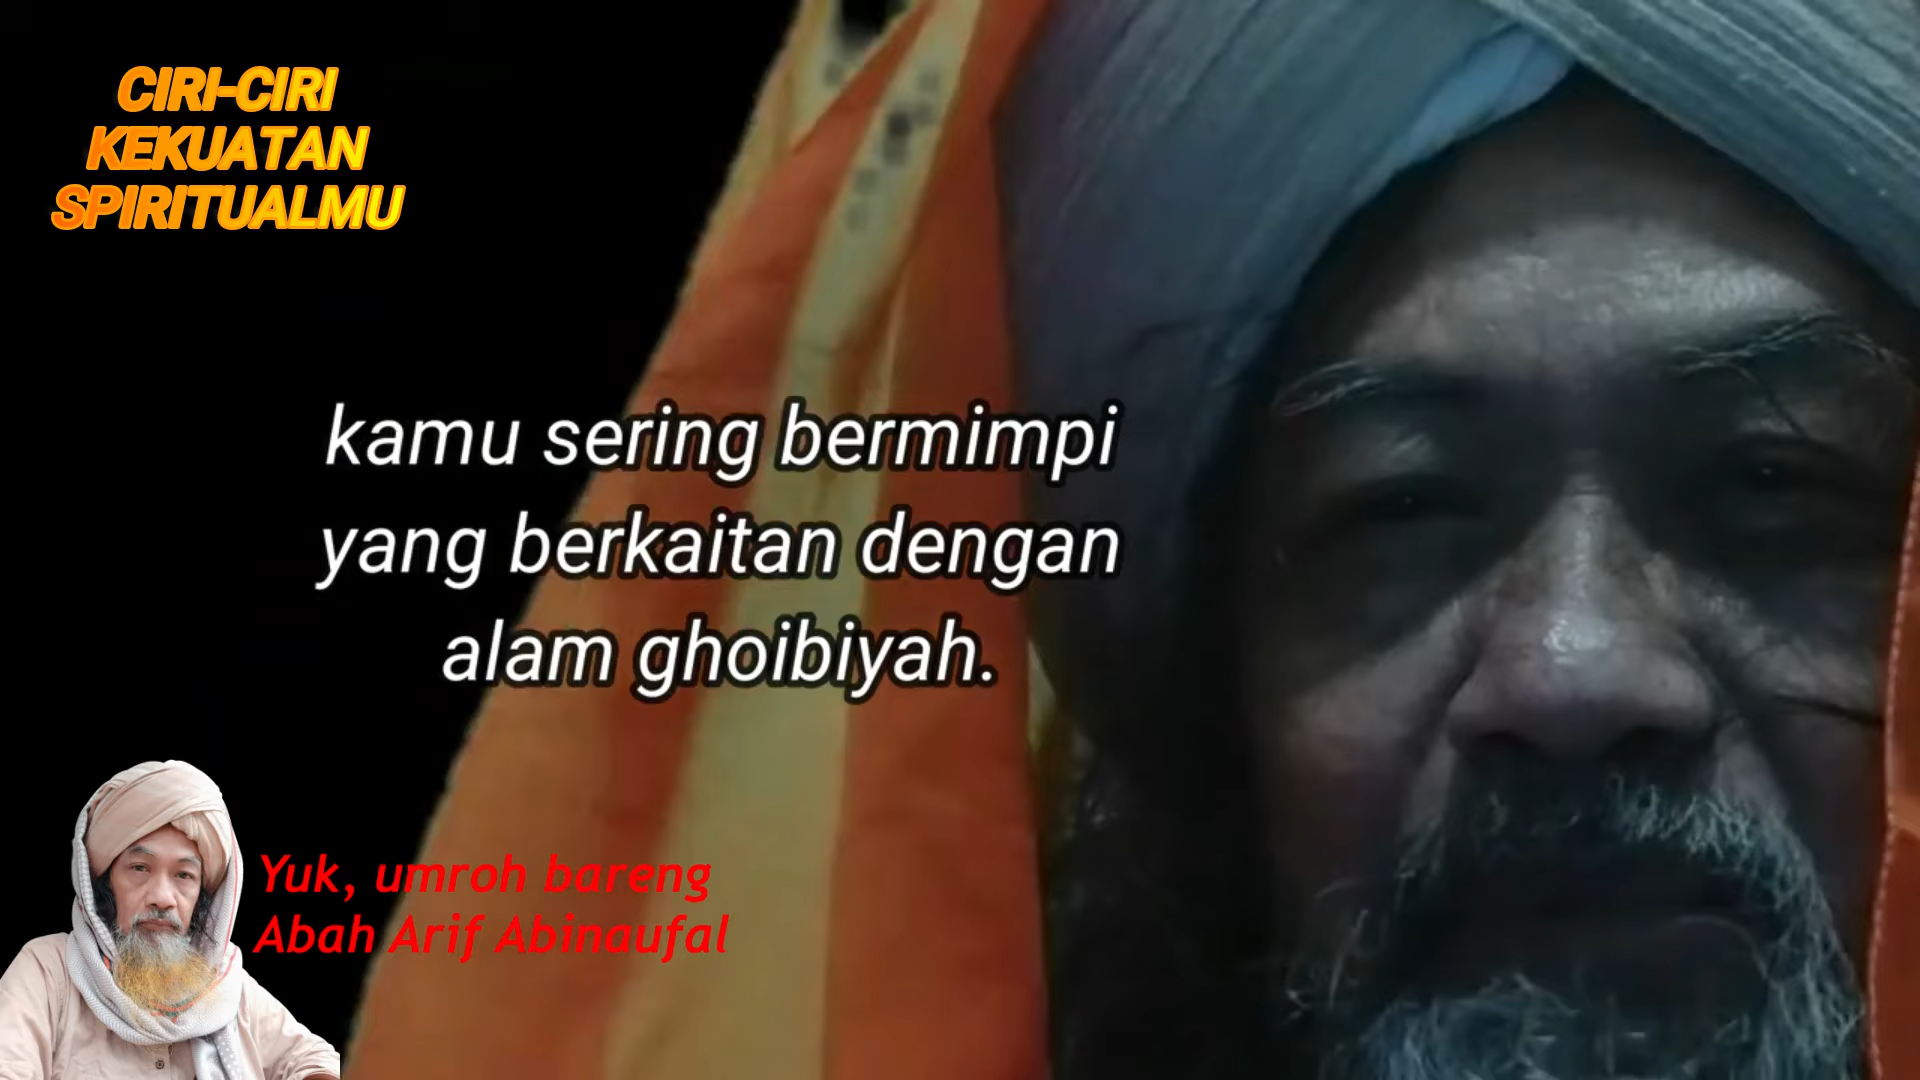 CIRI-CIRI
KEKUATAN
SPIRITUALMU
kamu sering bermimpi
yang berkaitan dengan
alam ghoibiyah.
Yuk, umroh bareng
Abah Arif Abinaufal